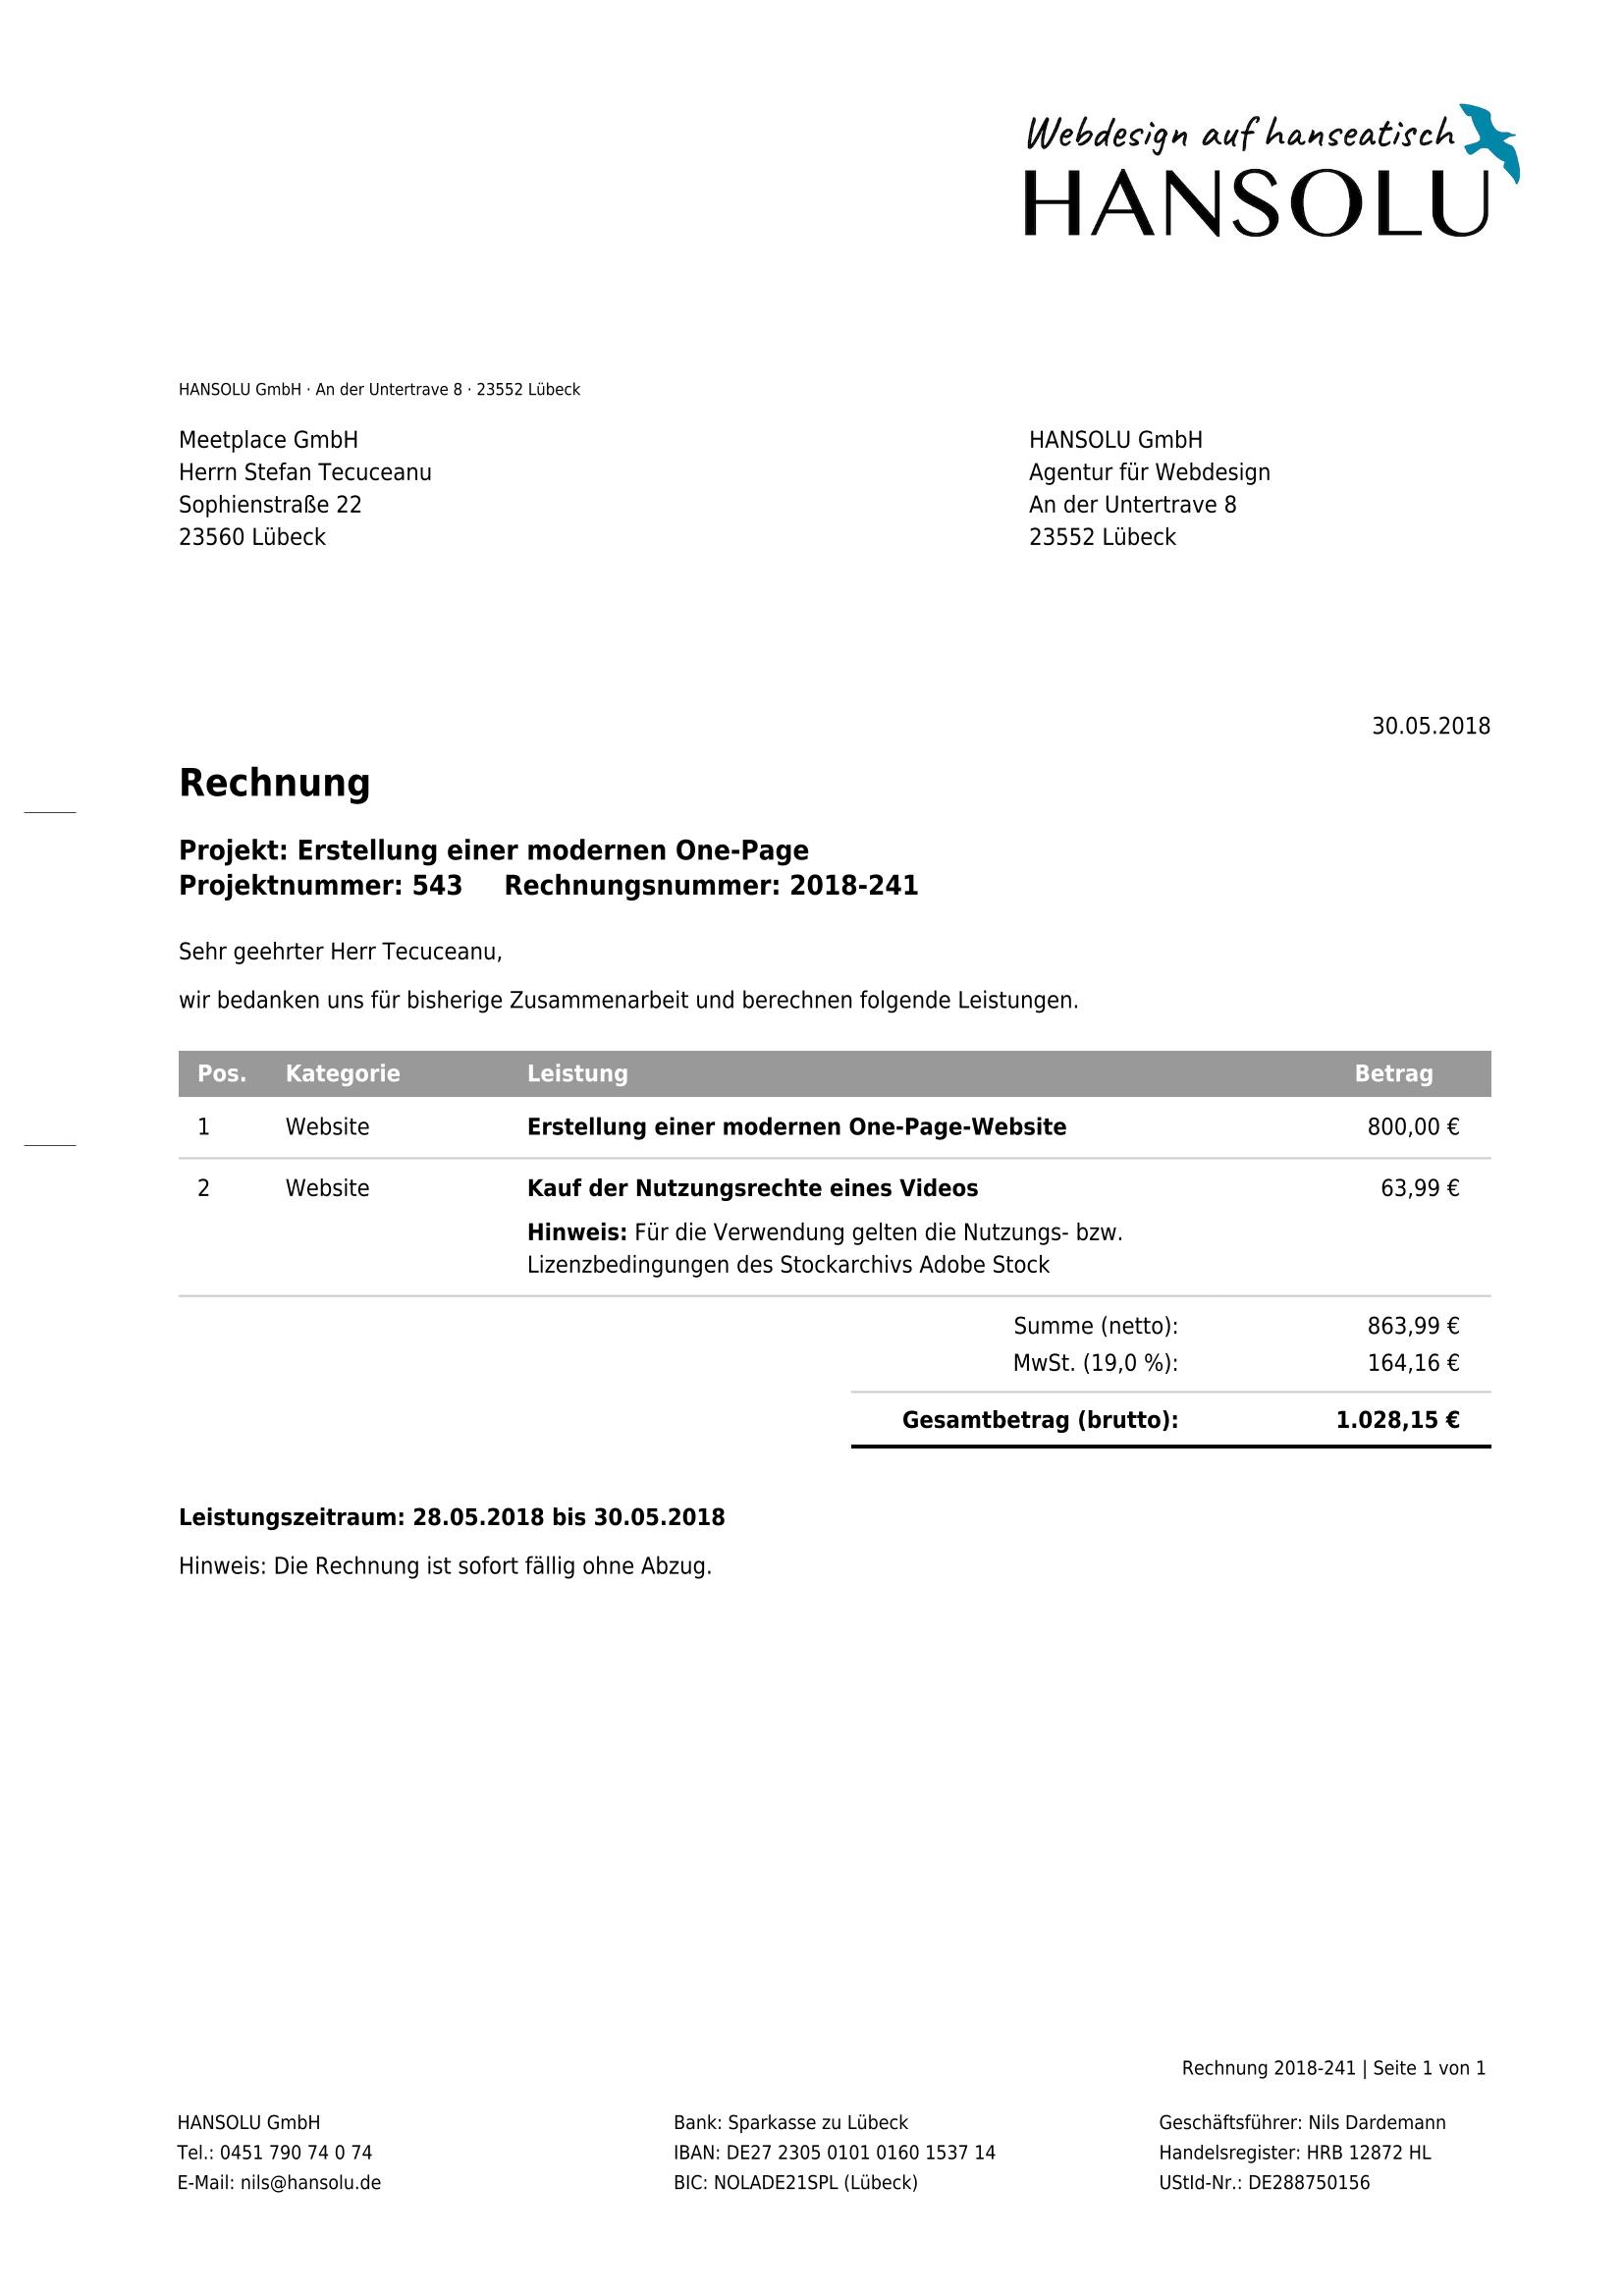 Webdesign auf hanseatisch
HANSOLU
HANSOLU GmbH · An der Untertrave 8 · 23552 Lübeck
Meetplace GmbH
Herrn Stefan Tecuceanu
Sophienstraße 22
23560 Lübeck
HANSOLU GmbH
Agentur für Webdesign
An der Untertrave 8
23552 Lübeck
30.05.2018
Rechnung
Projekt: Erstellung einer modernen One-Page
Projektnummer: 543 Rechnungsnummer: 2018-241
Sehr geehrter Herr Tecuceanu,
wir bedanken uns für bisherige Zusammenarbeit und berechnen folgende Leistungen.
Pos. Kategorie Leistung Betrag
1 Website Erstellung einer modernen One-Page-Website 800,00 €
2 Website Kauf der Nutzungsrechte eines Videos 63,99 €
Hinweis: Für die Verwendung gelten die Nutzungs- bzw.
Lizenzbedingungen des Stockarchivs Adobe Stock
Summe (netto): 863,99 €
MwSt. (19,0 %): 164,16 €
Gesamtbetrag (brutto): 1.028,15 €
Leistungszeitraum: 28.05.2018 bis 30.05.2018
Hinweis: Die Rechnung ist sofort fällig ohne Abzug.
Rechnung 2018-241 | Seite 1 von 1
HANSOLU GmbH
Tel.: 0451 790 74 0 74
E-Mail: nils@hansolu.de
Bank: Sparkasse zu Lübeck
IBAN: DE27 2305 0101 0160 1537 14
BIC: NOLADE21SPL (Lübeck)
Geschäftsführer: Nils Dardemann
Handelsregister: HRB 12872 HL
UStId-Nr.: DE288750156